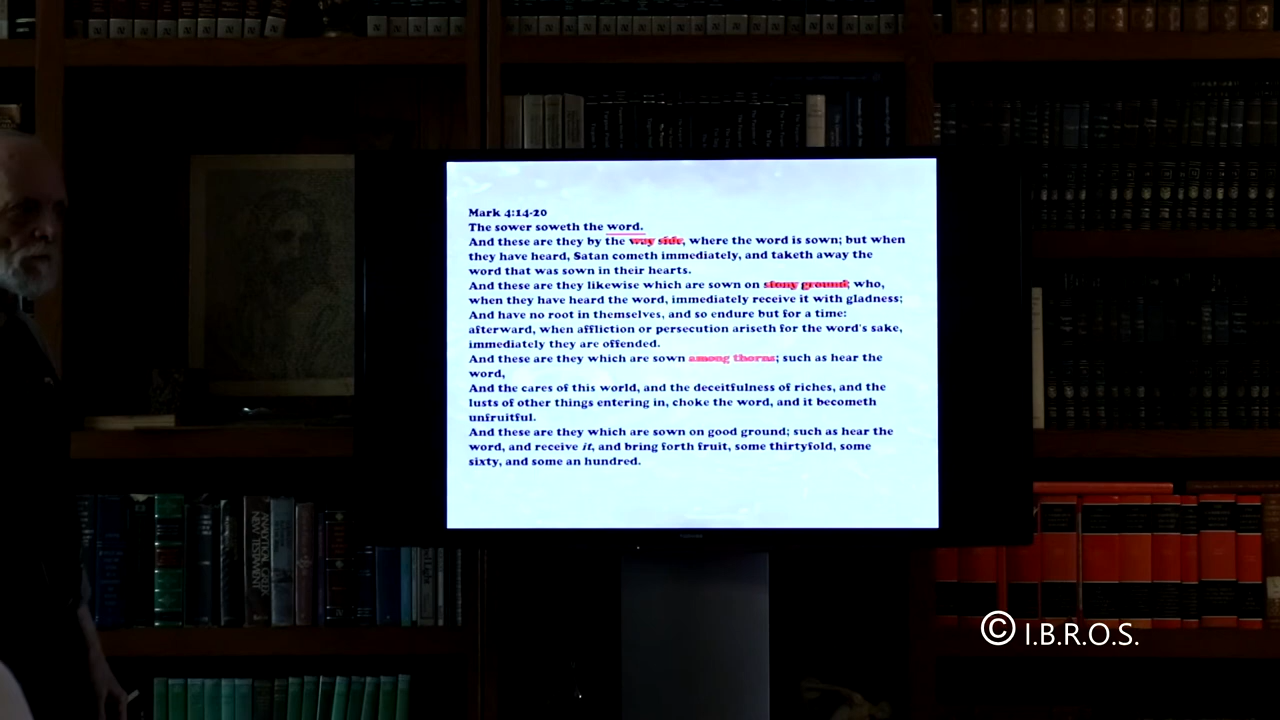 Mark 4:14-20
The sower soweth the word.
And these are they by the way side, where the word is sown; but when
they have heard, Satan cometh immediately, and taketh away the
word that was sown in their hearts.
And these are they likewise which are sown on stony ground; who,
when they have heard the word, immediately receive it with gladness;
And have no root in themselves, and so endure but for a time:
afterward, when affliction or persecution ariseth for the word's sake,
immediately they are offended.
And these are they which are sown among thorns; such as hear the
word,
And the cares of this world, and the deceitfulness of riches, and the
lusts of other things entering in, choke the word, and it becometh
unfruitful.
And these are they which are sown on good ground; such as hear the
word, and receive it, and bring forth fruit, some thirtyfold, some
sixty, and some an hundred.
ANALYTICAL GREEK
NEW TESTAMENT
© I.B.R.O.S.